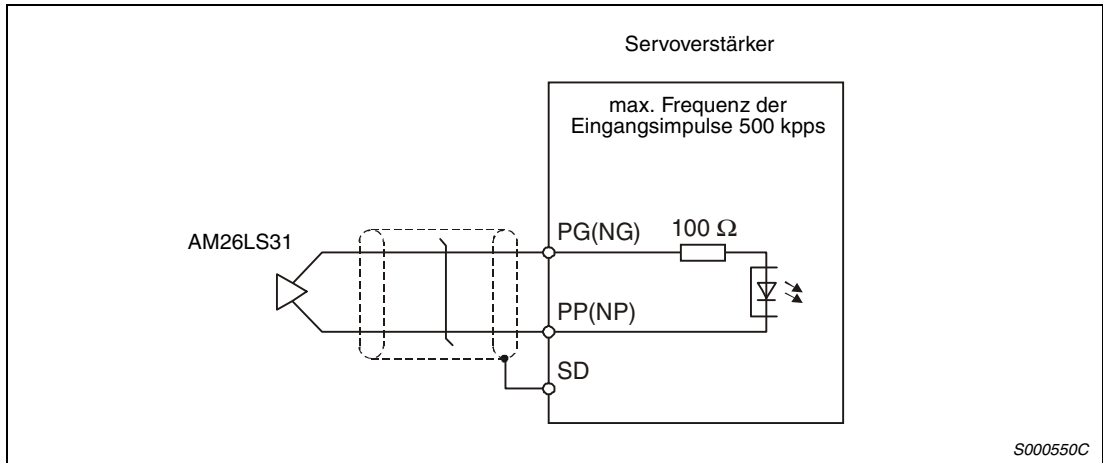 Servoverstärker
max. Frequenz der
Eingangsimpulse 500 kpps
AM26LS31
PG(NG)
100 Ω
PP(NP)
SD
S000550C